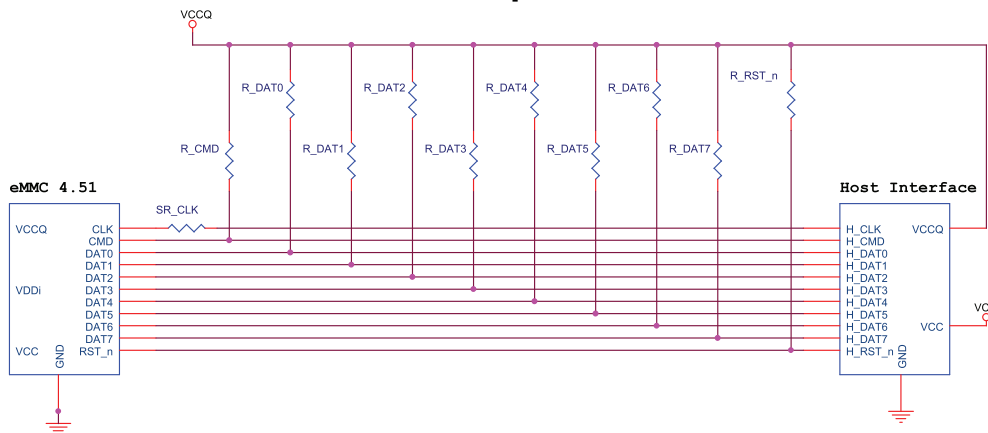 VCCQ
R_RST_n
R_DAT0
R_DAT2
R_DAT4
R_DAT6
R_CMD
R_DAT1
R_DAT3
R_DAT5
R_DAT7
eMMC 4.51
Host Interface
SR_CLK
VCCQ
CLK
CMD
DAT0
DAT1
DAT2
VDDi
DAT3
DAT4
DAT5
DAT6
DAT7
VCC
RST_n
GND
H_CLK
VCCQ
H_CMD
H_DAT0
H_DAT1
H_DAT2
H_DAT3
H_DAT4
H_DAT5
H_DAT6
VCC
H_DAT7
H_RST_n
GND